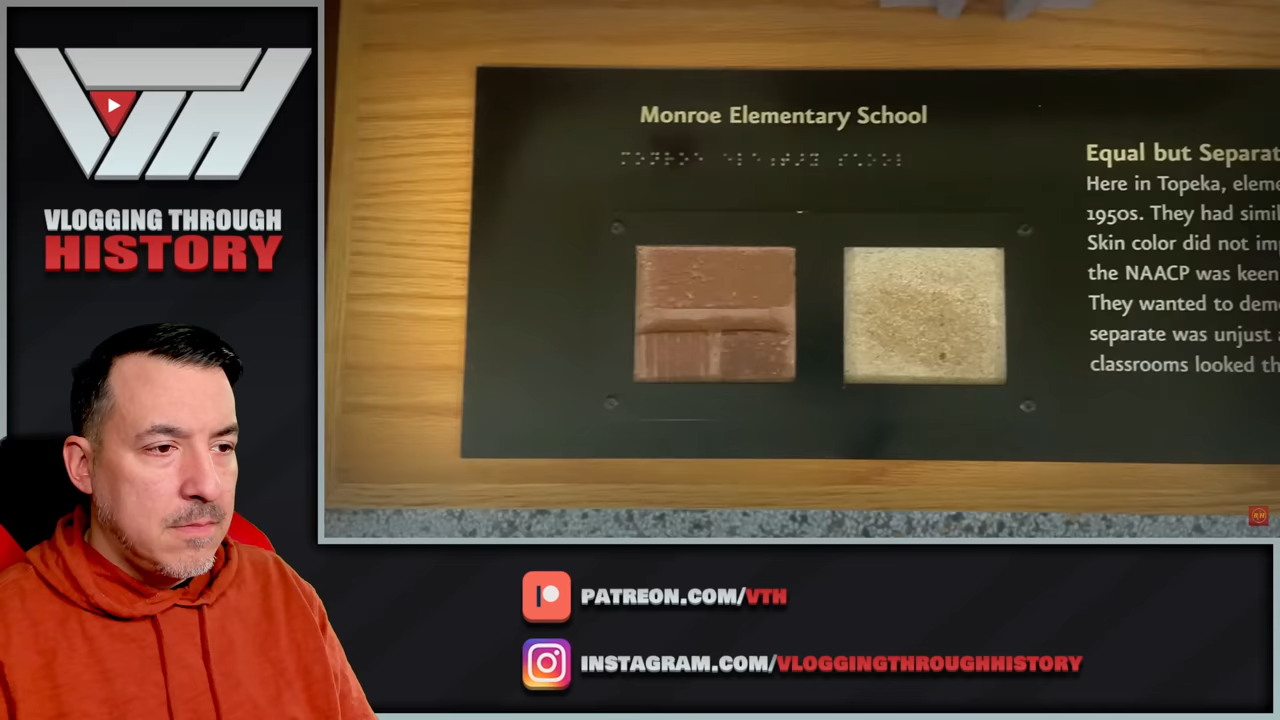 VTH
VLOGGING THROUGH
HISTORY
Monroe Elementary School
Equal but Separat
Here in Topeka, eleme
1950s. They had simil
Skin color did not im
the NAACP was keen
They wanted to demo
separate was unjust a
classrooms looked th
PATREON.COM/VTH
INSTAGRAM.COM/VLOGGINGTHROUGHHISTORY